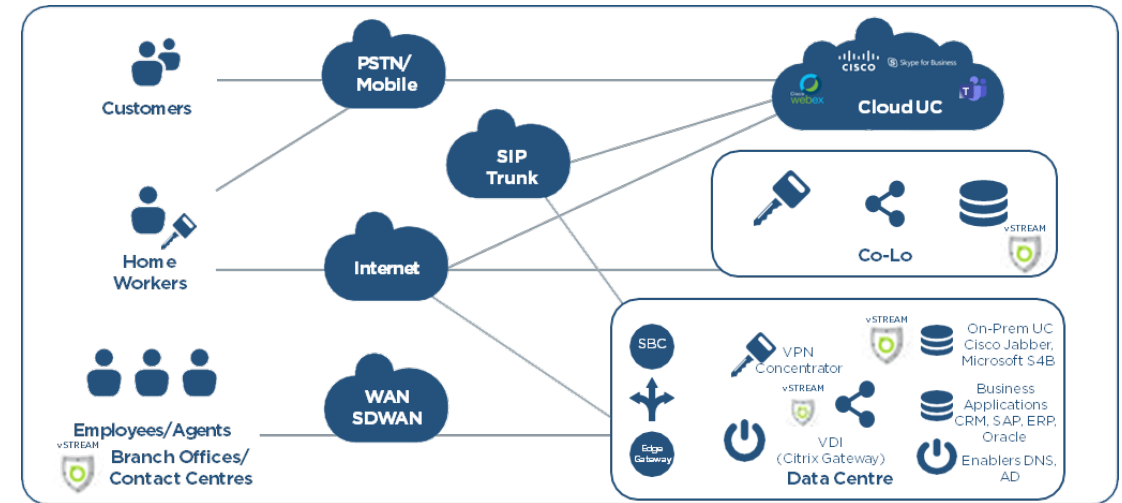 Customers
PSTN/
Mobile
CISCO
Skype for Business
Cisco
webex
T
Cloud UC
SIP
Trunk
Home
Workers
Internet
vSTREAM
Co-Lo
Employees/Agents
vSTREAM
Branch Offices/
Contact Centres
WAN
SDWAN
SBC
Edge
Gateway
VPN
Concentrator
vSTREAM
VDI
(Citrix Gateway)
vSTREAM
On-Prem UC
Cisco Jabber,
Microsoft S4B
Business
Applications
CRM, SAP, ERP,
Oracle
Enablers DNS,
AD
Data Centre